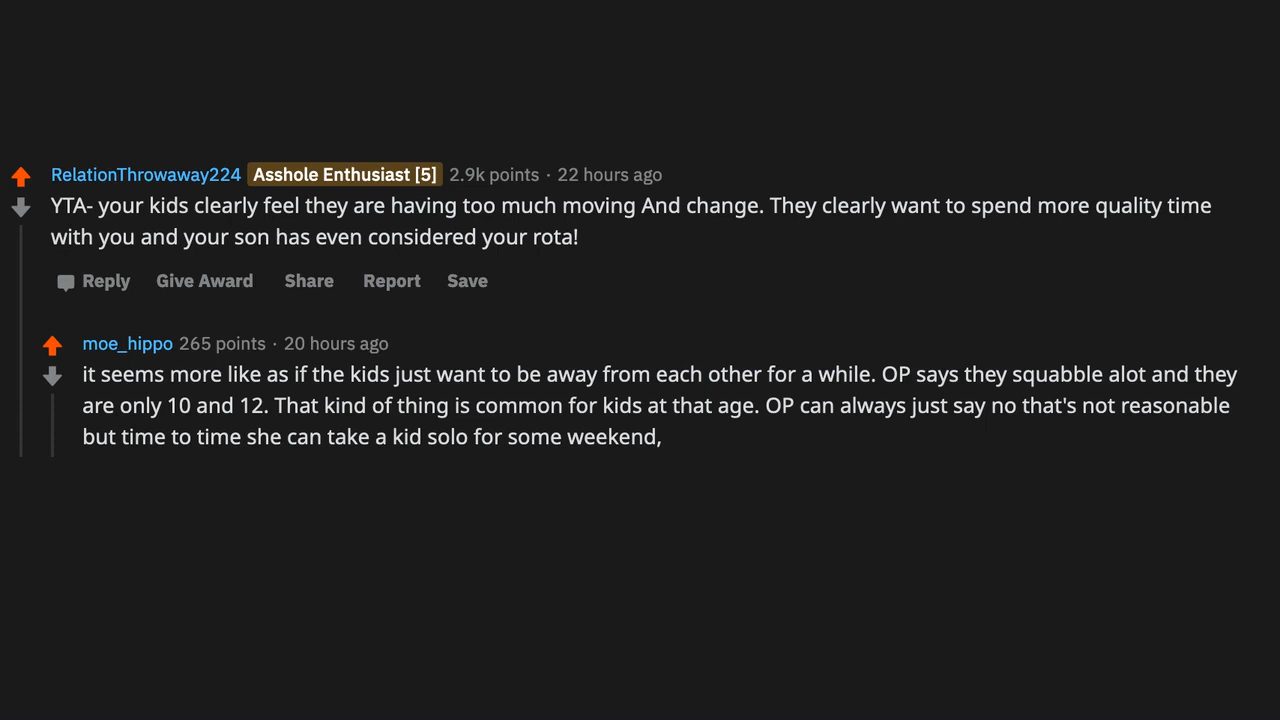 RelationThrowaway224 Asshole Enthusiast [5] 2.9k points · 22 hours ago
YTA- your kids clearly feel they are having too much moving And change. They clearly want to spend more quality time
with you and your son has even considered your rota!
Reply Give Award Share Report Save
moe_hippo 265 points · 20 hours ago
it seems more like as if the kids just want to be away from each other for a while. OP says they squabble alot and they
are only 10 and 12. That kind of thing is common for kids at that age. OP can always just say no that's not reasonable
but time to time she can take a kid solo for some weekend,